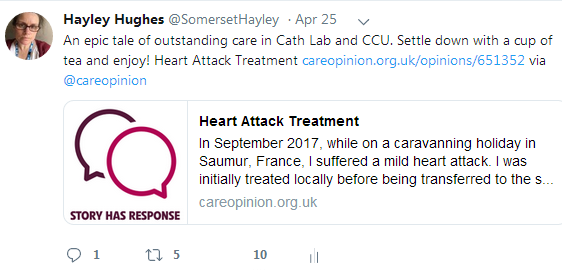 Hayley Hughes @SomersetHayley · Apr 25
An epic tale of outstanding care in Cath Lab and CCU. Settle down with a cup of
tea and enjoy! Heart Attack Treatment careopinion.org.uk/opinions/651352 via
@careopinion
Heart Attack Treatment
In September 2017, while on a caravanning holiday in
Saumur, France, I suffered a mild heart attack. I was
initially treated locally before being transferred to the s...
careopinion.org.uk
STORY HAS RESPONSE
1 5 10